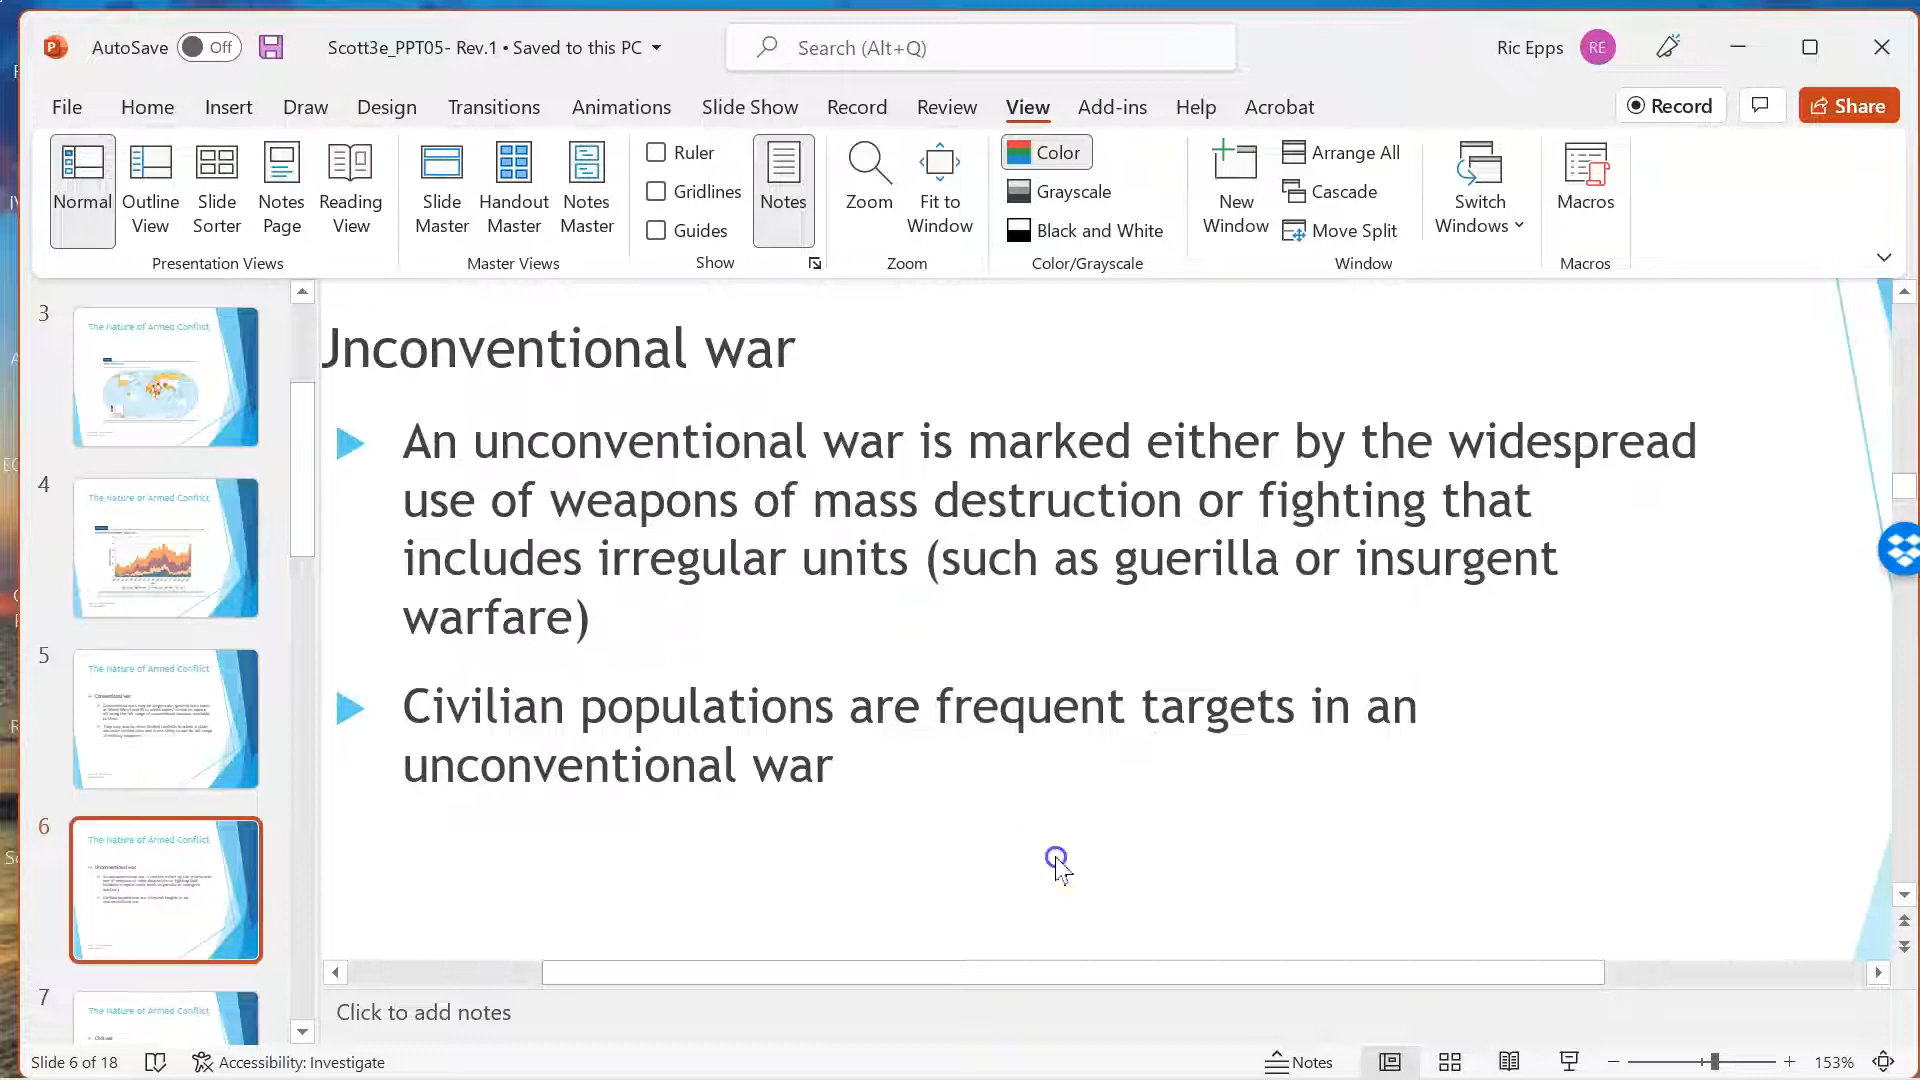 AutoSave Off Scott3e_PPT05- Rev.1 • Saved to this PC Search (Alt+Q) Ric Epps RE
File Home Insert Draw Design Transitions Animations Slide Show Record Review View Add-ins Help Acrobat Record Share
Normal Outline View Slide Sorter Notes Page Reading View
Presentation Views
Slide Master Handout Master Notes Master
Master Views
Ruler
Gridlines
Guides
Notes
Show
Zoom Fit to Window
Zoom
Color
Grayscale
Black and White
Color/Grayscale
New Window
Arrange All
Cascade
Move Split
Switch Windows
Window
Macros
Macros
3
The Nature of Armed Conflict
4
The Nature of Armed Conflict
5
The Nature of Armed Conflict
Conventional war
6
The Nature of Armed Conflict
Unconventional war
7
The Nature of Armed Conflict
Civil war
Unconventional war
An unconventional war is marked either by the widespread
use of weapons of mass destruction or fighting that
includes irregular units (such as guerilla or insurgent
warfare)
Civilian populations are frequent targets in an
unconventional war
Click to add notes
Slide 6 of 18 Accessibility: Investigate Notes 153%